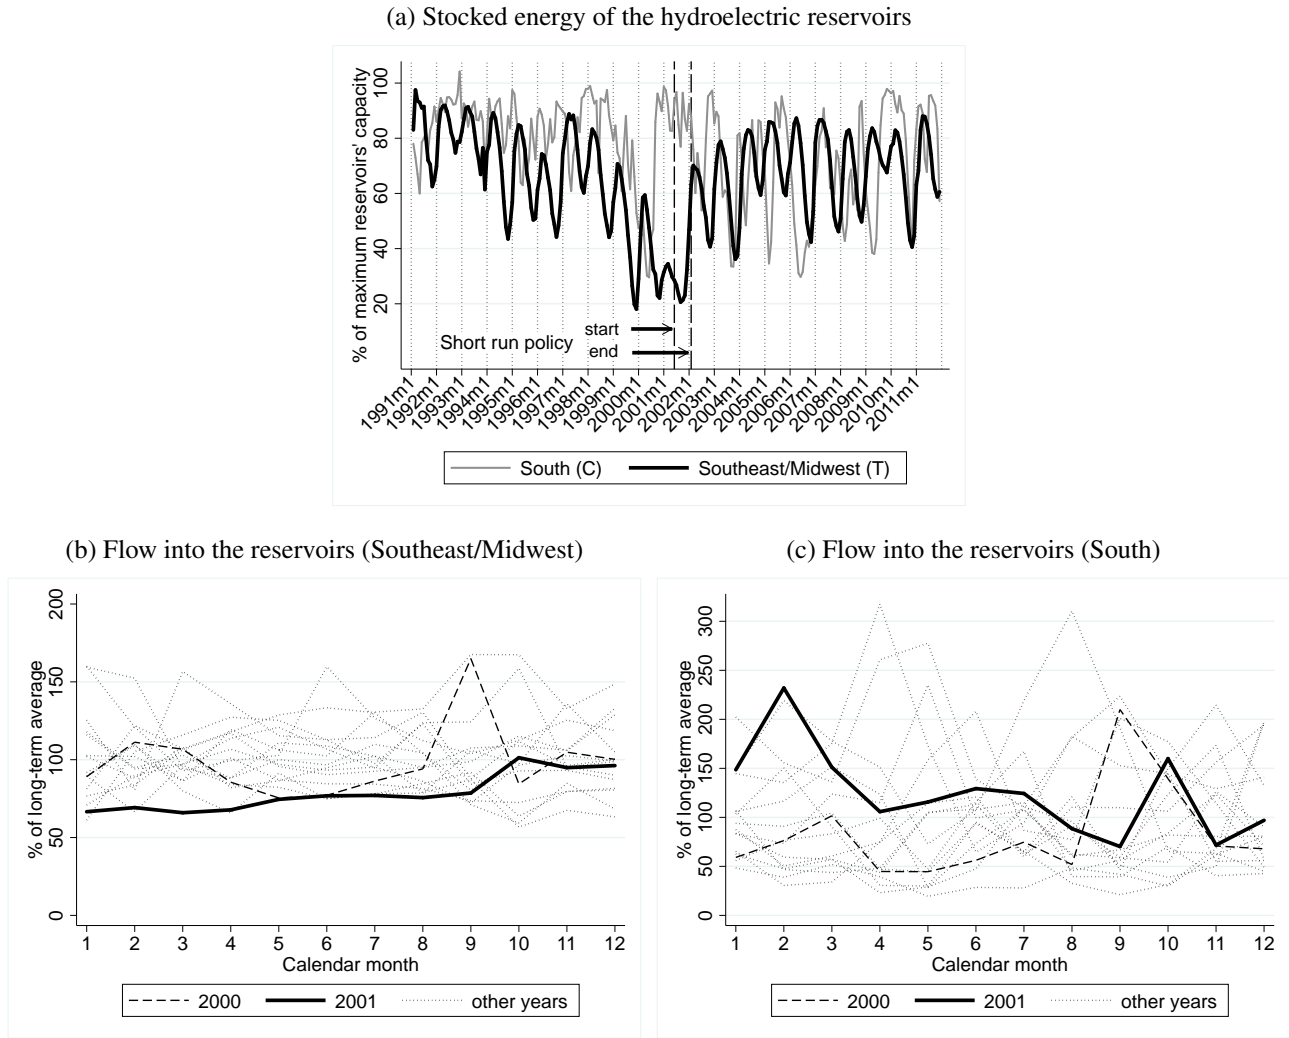 (a) Stocked energy of the hydroelectric reservoirs
% of maximum reservoirs' capacity
100
80
60
40
20
Short run policy
start
end
1991m1
1992m1
1993m1
1994m1
1995m1
1996m1
1997m1
1998m1
1999m1
2000m1
2001m1
2002m1
2003m1
2004m1
2005m1
2006m1
2007m1
2008m1
2009m1
2010m1
2011m1
South (C) Southeast/Midwest (T)
(b) Flow into the reservoirs (Southeast/Midwest)
% of long-term average
200
150
100
50
0
1 2 3 4 5 6 7 8 9 10 11 12
Calendar month
2000 2001 other years
(c) Flow into the reservoirs (South)
% of long-term average
300
250
200
150
100
50
0
1 2 3 4 5 6 7 8 9 10 11 12
Calendar month
2000 2001 other years